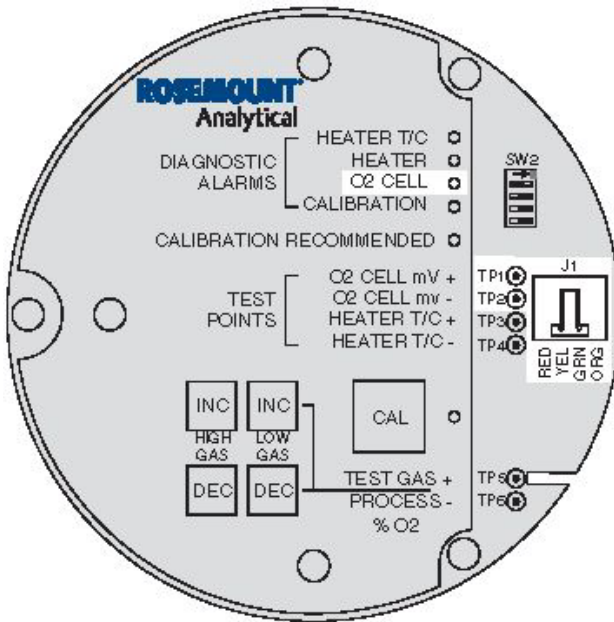 ROSEMOUNT®
Analytical
DIAGNOSTIC
ALARMS
HEATER T/C
HEATER
O2 CELL
CALIBRATION
SW2
CALIBRATION RECOMMENDED
TEST
POINTS
O2 CELL mV + TP1
O2 CELL mv - TP2
HEATER T/C + TP3
HEATER T/C - TP4
J1
RED
YEL
GRN
ORG
INC INC
HIGH GAS
LOW GAS
DEC DEC
CAL
TEST GAS + TP5
PROCESS - TP6
% O2